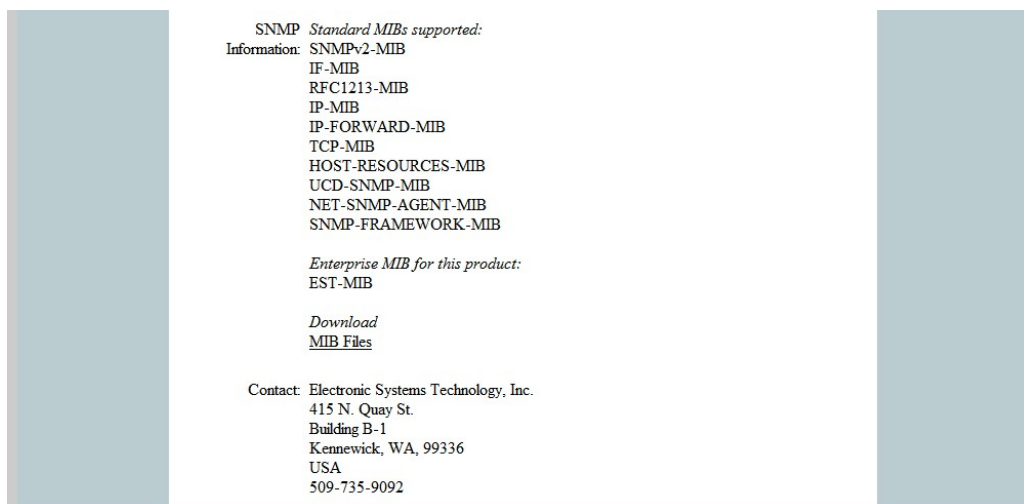 SNMP Standard MIBs supported:
Information: SNMPv2-MIB
IF-MIB
RFC1213-MIB
IP-MIB
IP-FORWARD-MIB
TCP-MIB
HOST-RESOURCES-MIB
UCD-SNMP-MIB
NET-SNMP-AGENT-MIB
SNMP-FRAMEWORK-MIB
Enterprise MIB for this product:
EST-MIB
Download
MIB Files
Contact: Electronic Systems Technology, Inc.
415 N. Quay St.
Building B-1
Kennewick, WA, 99336
USA
509-735-9092